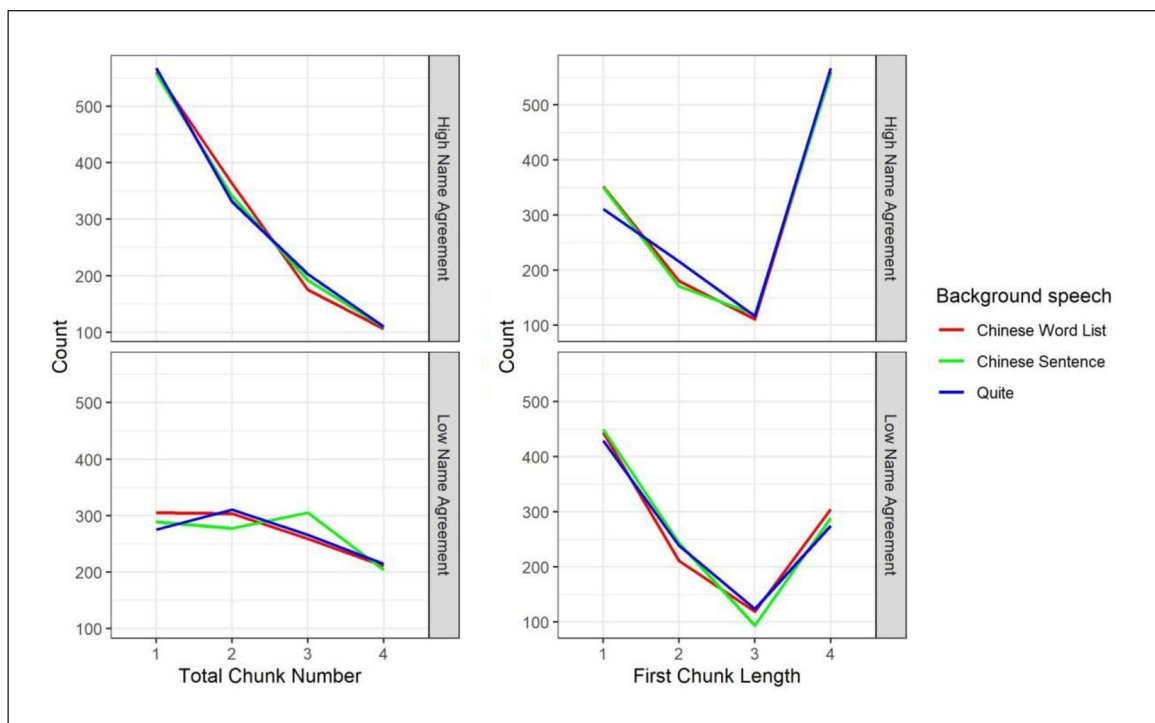 500
400
300
200
100
High Name Agreement
500
400
300
200
100
Low Name Agreement
Count
1 2 3 4
Total Chunk Number
500
400
300
200
100
High Name Agreement
500
400
300
200
100
Low Name Agreement
Count
1 2 3 4
First Chunk Length
Background speech
Chinese Word List
Chinese Sentence
Quite